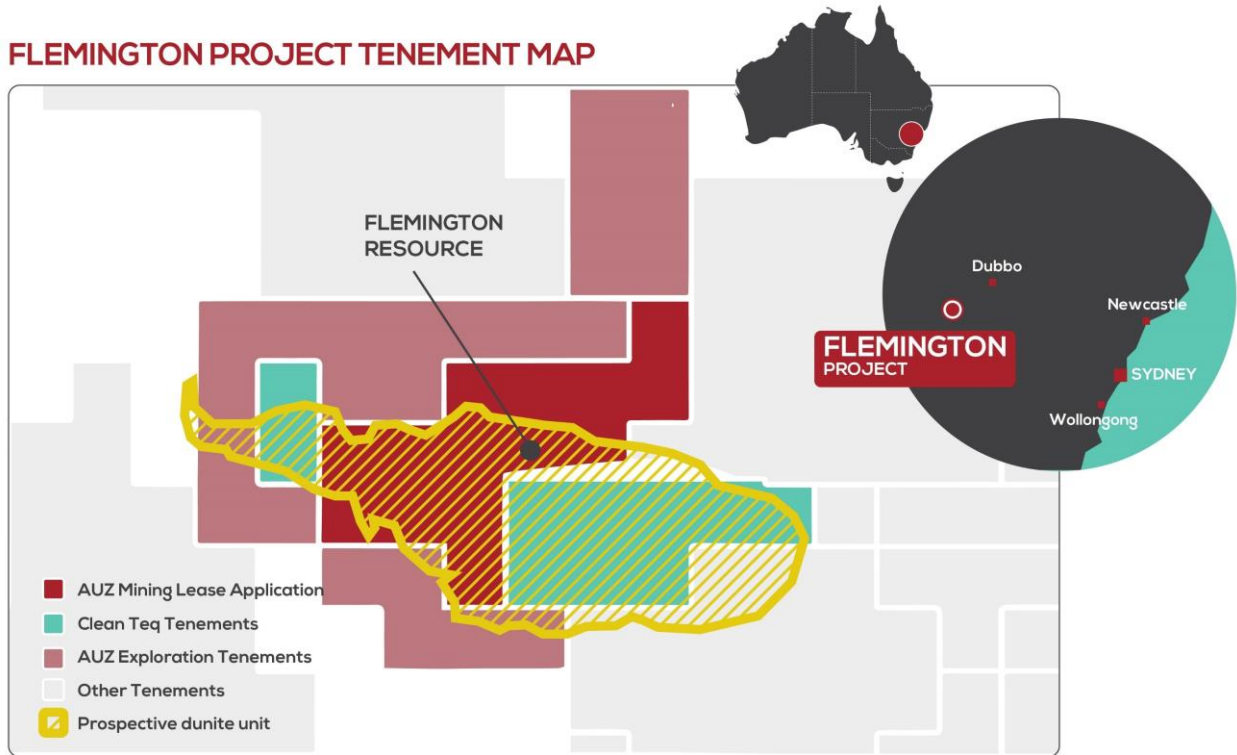 FLEMINGTON PROJECT TENEMENT MAP
FLEMINGTON
RESOURCE
Dubbo
Newcastle
FLEMINGTON
PROJECT
SYDNEY
Wollongong
AUZ Mining Lease Application
Clean Teq Tenements
AUZ Exploration Tenements
Other Tenements
Prospective dunite unit